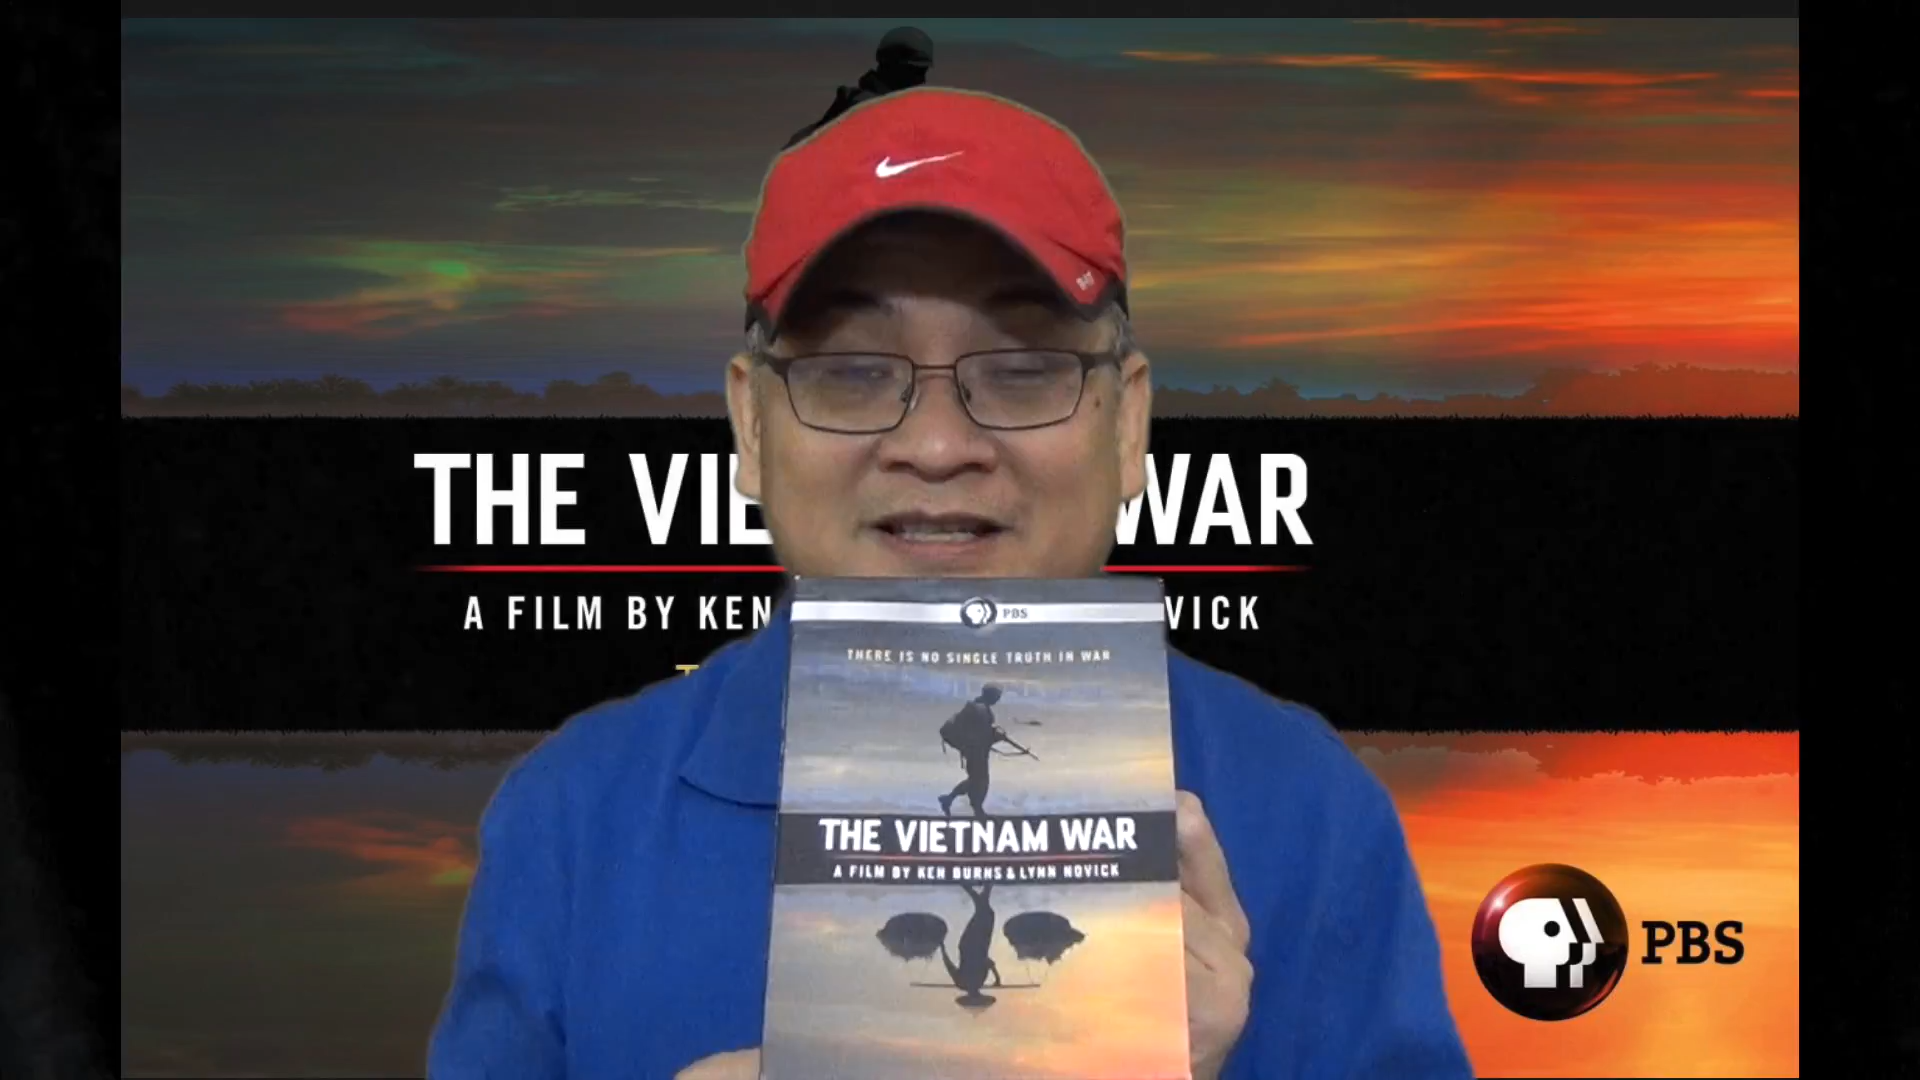 THE VIE WAR
A FILM BY KEN VICK
PBS
THERE IS NO SINGLE TRUTH IN WAR
THE VIETNAM WAR
A FILM BY KEN BURNS & LYNN NOVICK
PBS